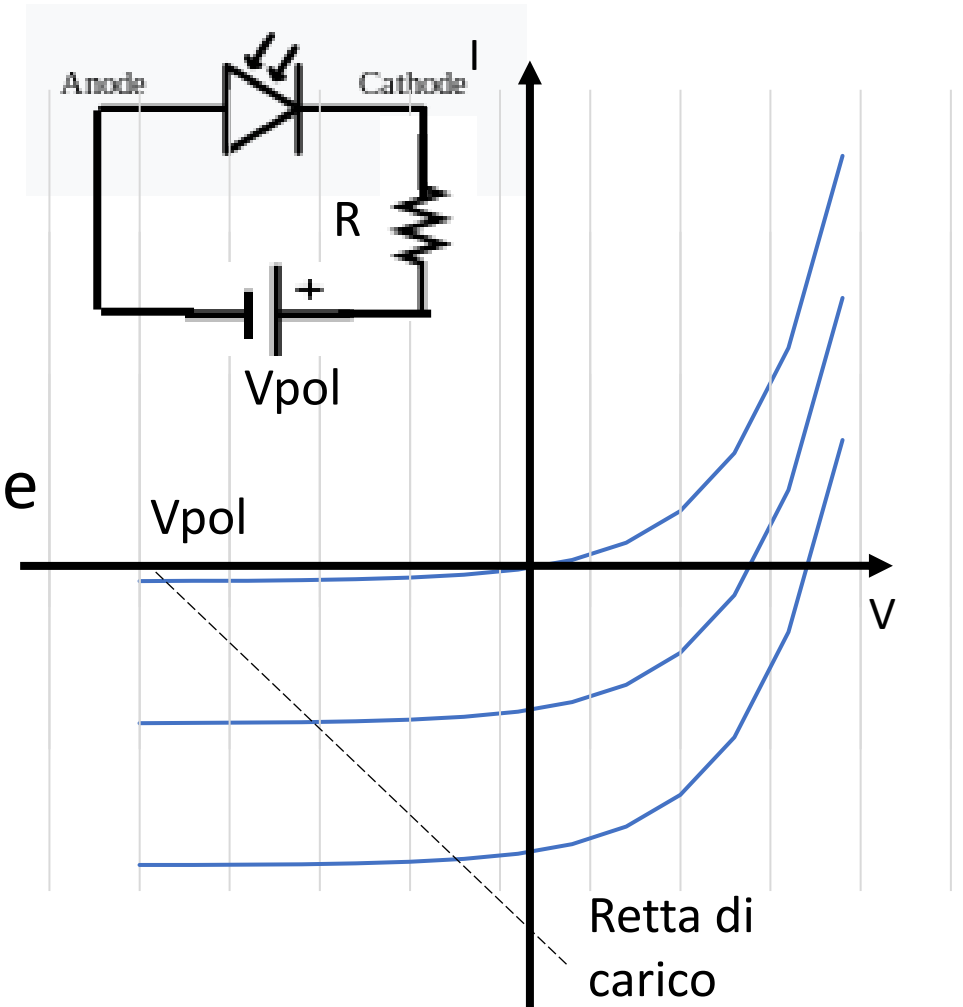 I
Anode
Cathode
R
+
Vpol
e
Vpol
V
Retta di
carico